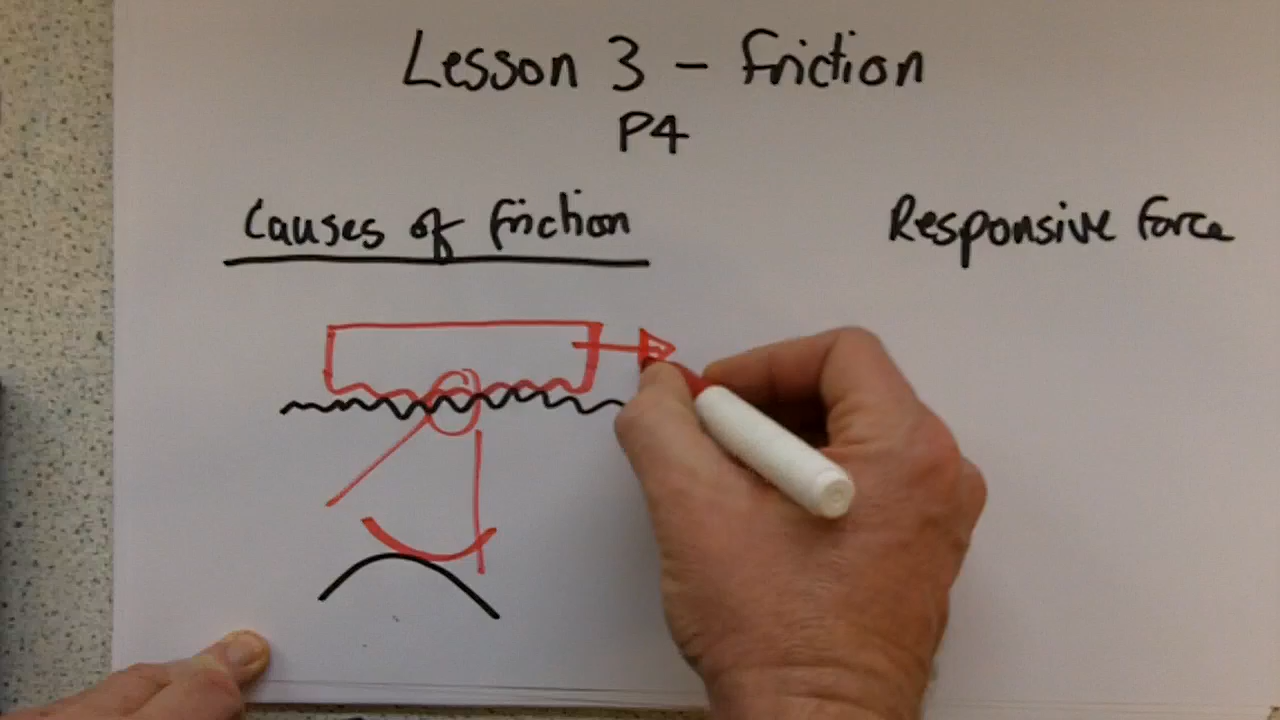 Lesson 3 - Friction
P4
Causes of Friction
Responsive Force